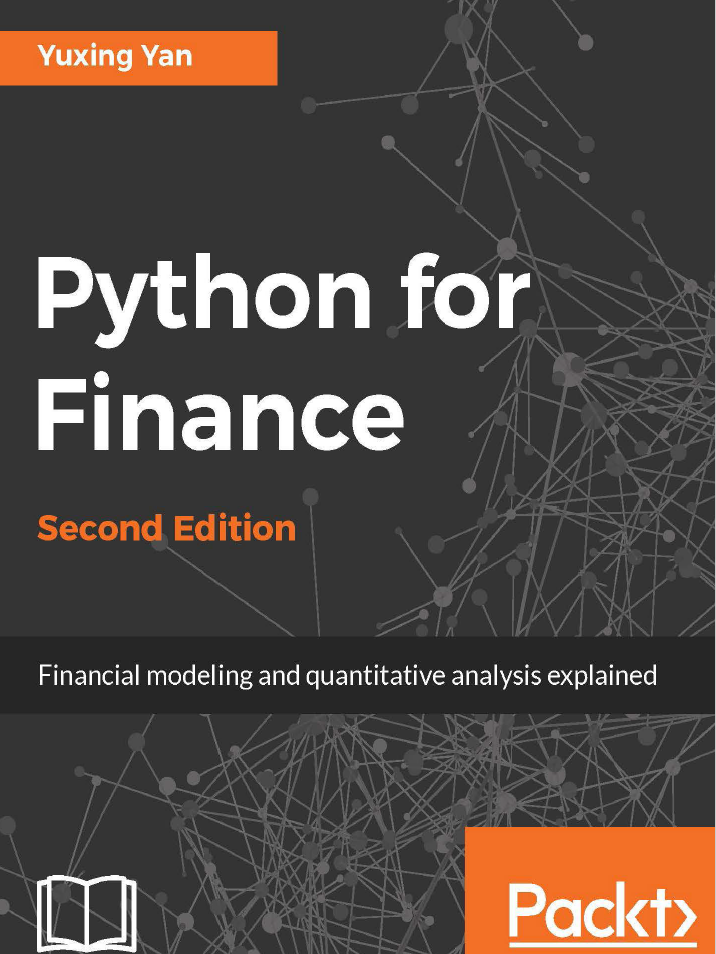 Yuxing Yan
Python for
Finance
Second Edition
Financial modeling and quantitative analysis explained
Packt>